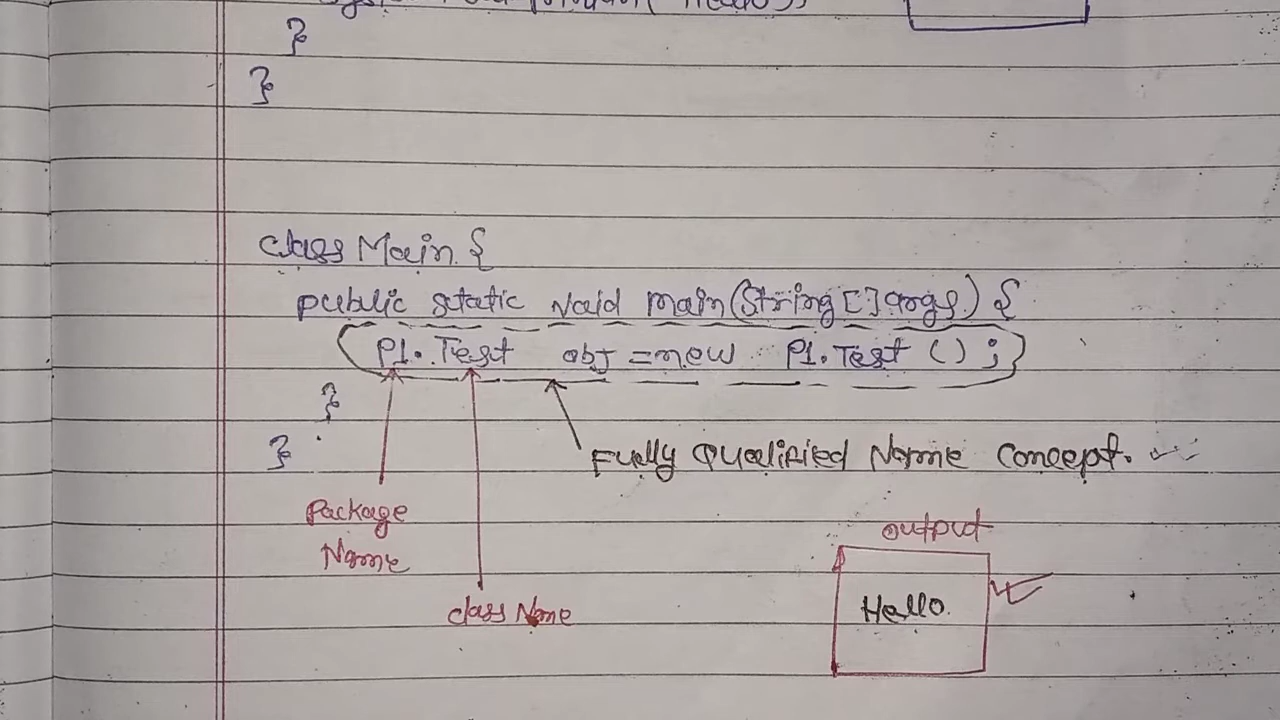 }
}
class Main {
public static void main(String[] args) {
P1.Test obj = new P1.Test();
}
}
Fully Qualified Name Concept.
Package
Name
class Name
output
Hello.